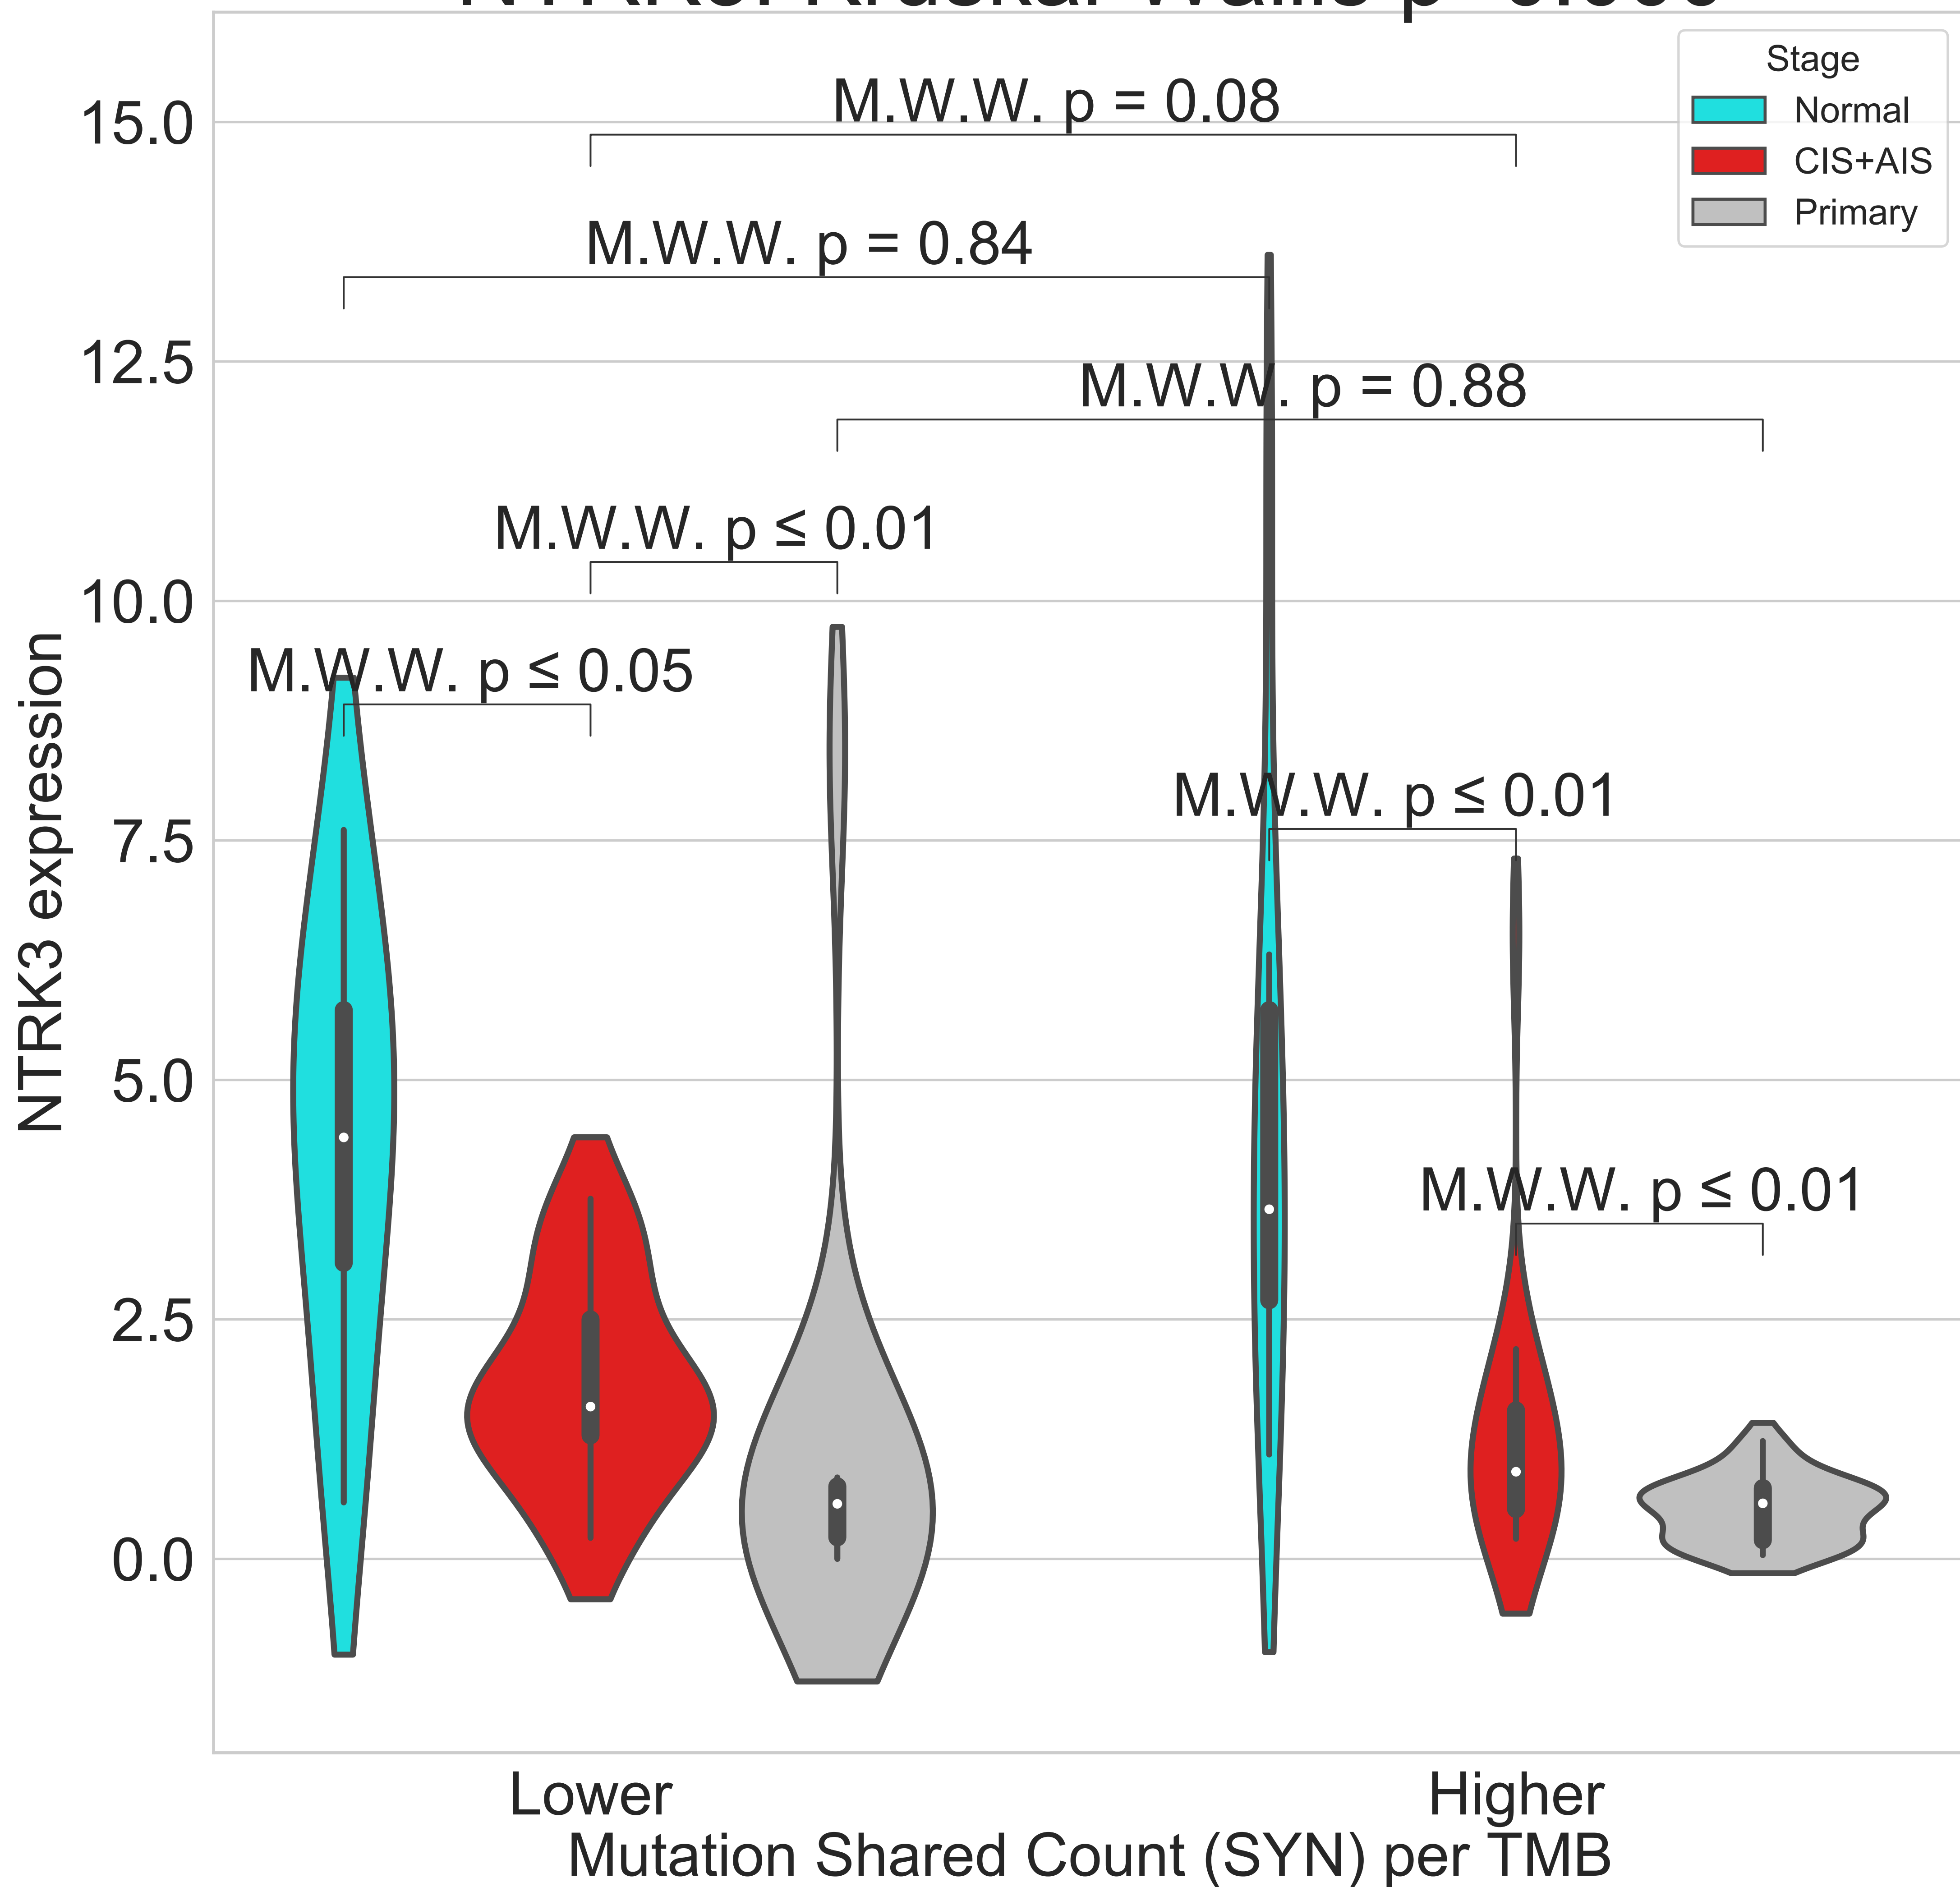 Stage
Normal
CIS+AIS
Primary
M.W.W. p = 0.08
M.W.W. p = 0.84
M.W.W. p = 0.88
M.W.W. p ≤ 0.01
M.W.W. p ≤ 0.05
M.W.W. p ≤ 0.01
M.W.W. p ≤ 0.01
15.0
12.5
10.0
7.5
5.0
2.5
0.0
NTRK3 expression
Lower
Higher
Mutation Shared Count (SYN) per TMB